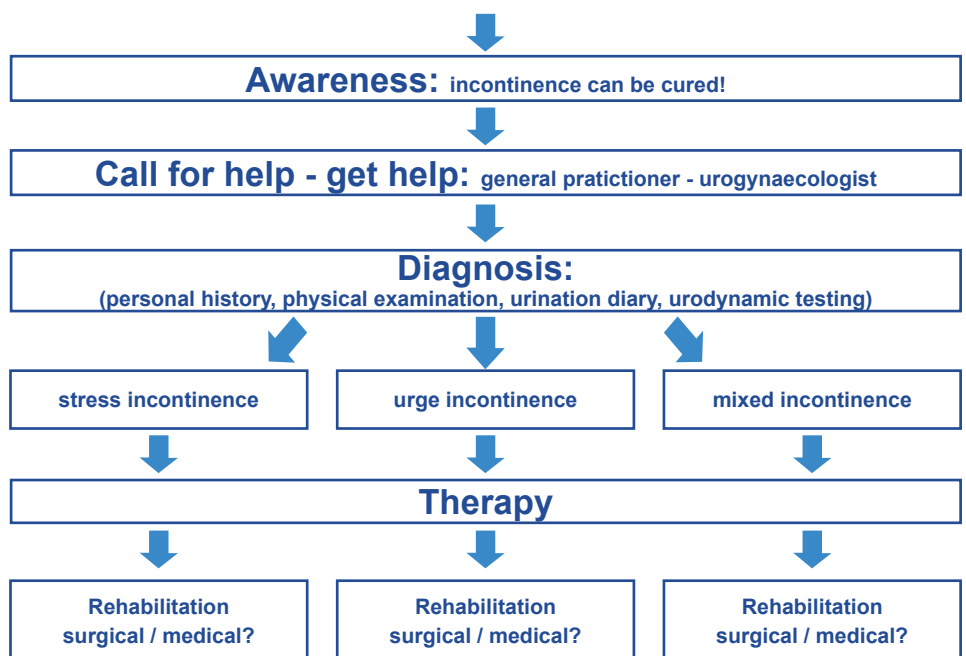 Awareness: incontinence can be cured!
Call for help - get help: general pratictioner - urogynaecologist
Diagnosis:
(personal history, physical examination, urination diary, urodynamic testing)
stress incontinence
urge incontinence
mixed incontinence
Therapy
Rehabilitation
surgical / medical?
Rehabilitation
surgical / medical?
Rehabilitation
surgical / medical?